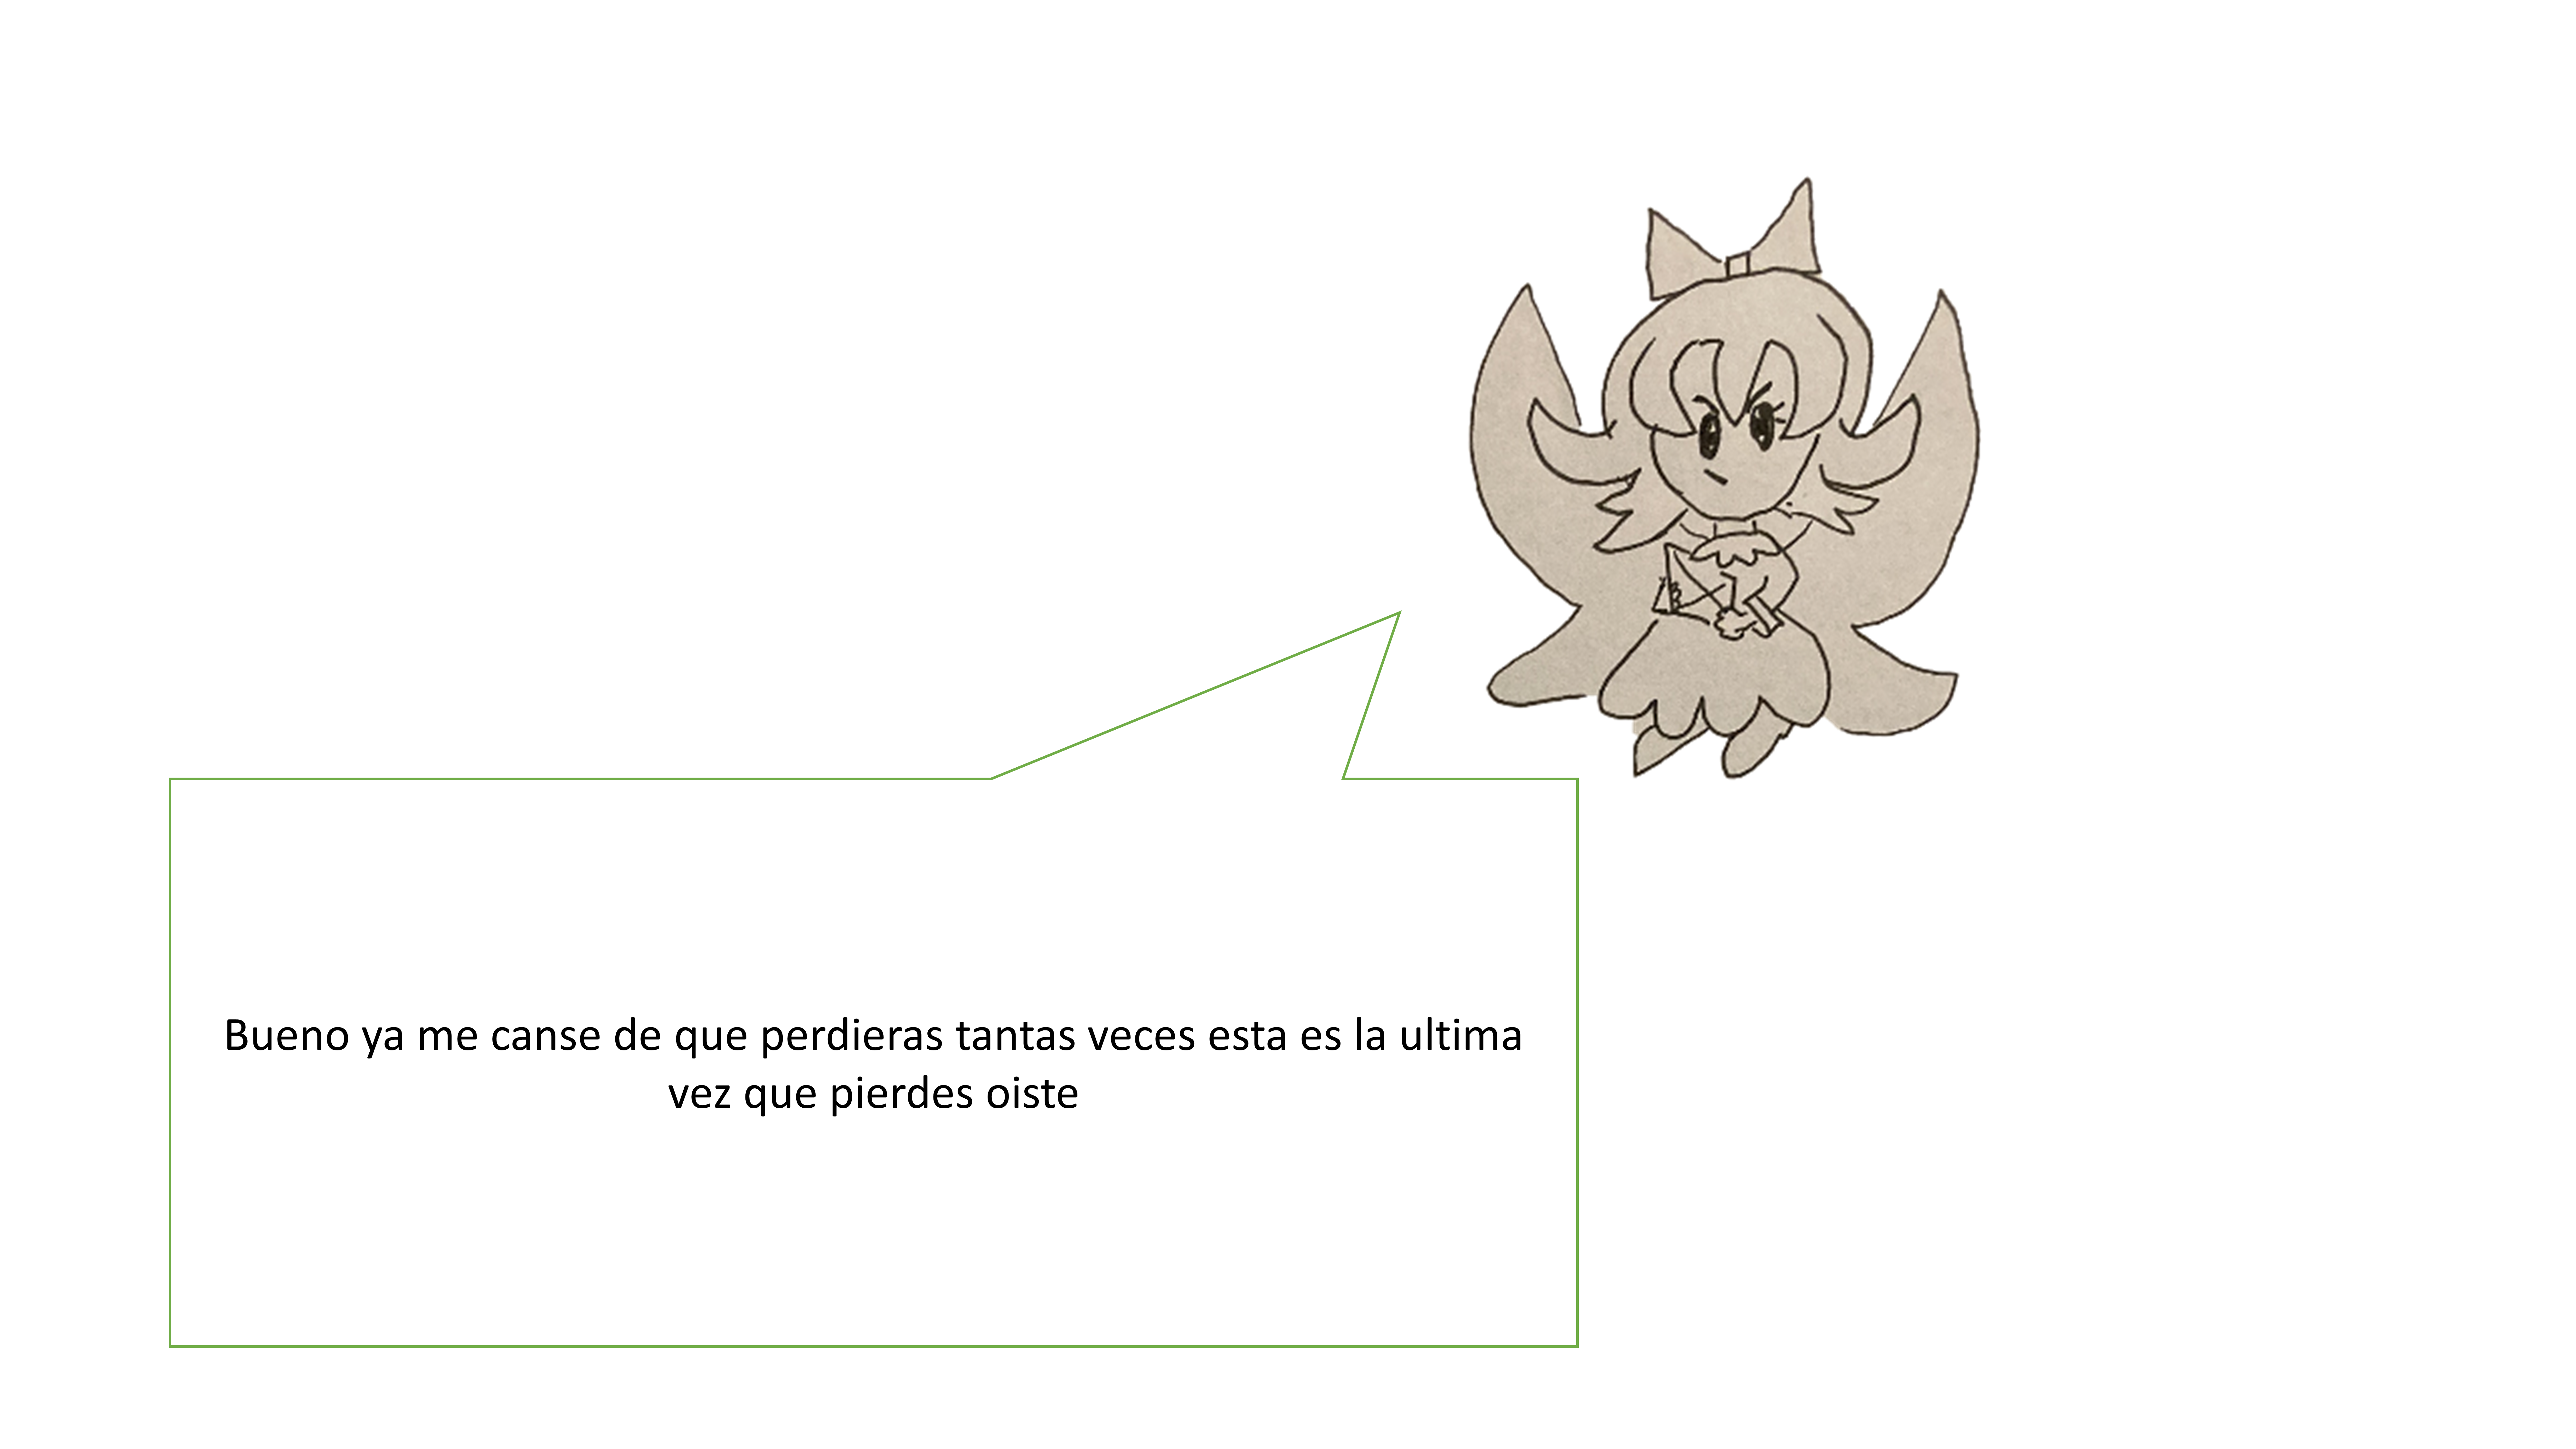 Bueno ya me canse de que perdieras tantas veces esta es la ultima
vez que pierdes oiste